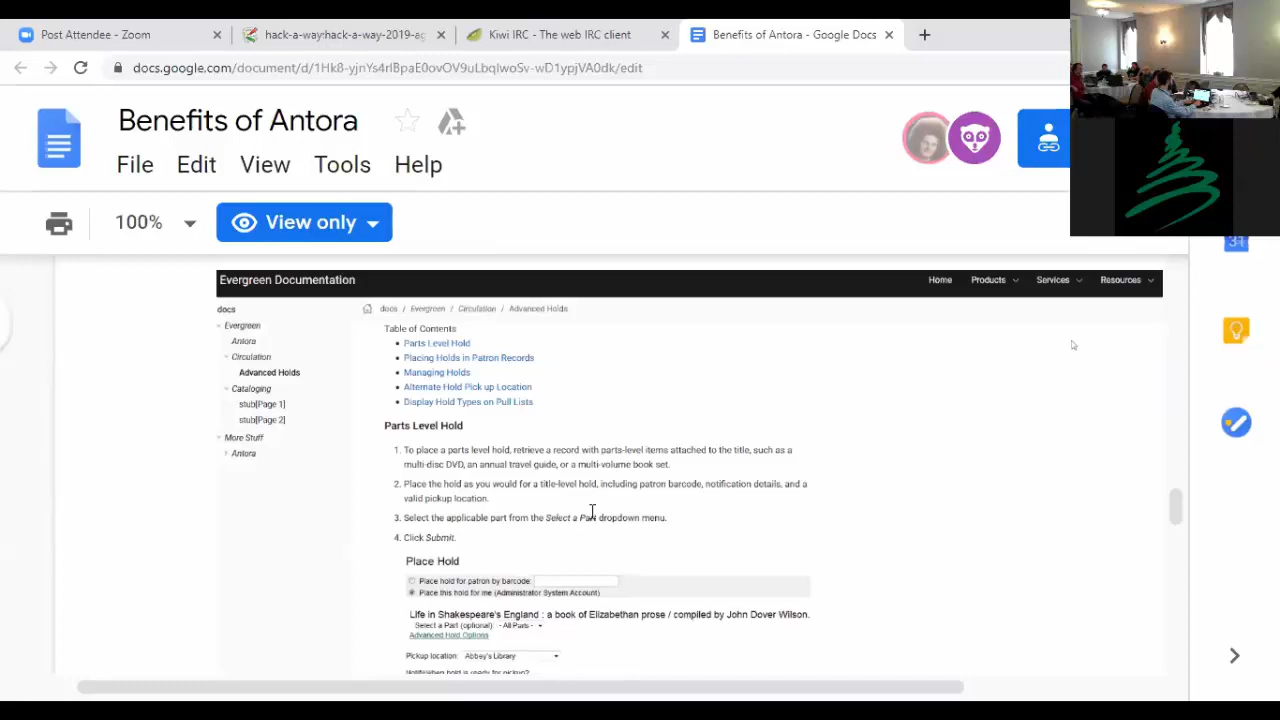 Post Attendee - Zoom
hack-a-wayhack-a-way-2019-a
Kiwi IRC - The web IRC client
Benefits of Antora - Google Docs
docs.google.com/document/d/1Hk8-yjnYs4rIBpaE0ovOV9uLbqIwoSv-wD1ypjVA0dk/edit
Benefits of Antora
File Edit View Tools Help
100%
View only
31
Evergreen Documentation
Home Products Services Resources
docs
Evergreen
Antora
Circulation
Advanced Holds
Cataloging
stub[Page 1]
stub[Page 2]
More Stuff
Antora
docs / Evergreen / Circulation / Advanced Holds
Table of Contents
Parts Level Hold
Placing Holds in Patron Records
Managing Holds
Alternate Hold Pick up Location
Display Hold Types on Pull Lists
Parts Level Hold
1. To place a parts level hold, retrieve a record with parts-level items attached to the title, such as a
multi-disc DVD, an annual travel guide, or a multi-volume book set.
2. Place the hold as you would for a title-level hold, including patron barcode, notification details, and a
valid pickup location.
3. Select the applicable part from the Select a Part dropdown menu.
4. Click Submit.
Place Hold
Place hold for patron by barcode:
Place this hold for me (Administrator System Account)
Life in Shakespeare's England : a book of Elizabethan prose / compiled by John Dover Wilson.
Select a Part (optional): - All Parts -
Advanced Hold Options
Pickup location: Abbey's Library
Notify when hold is ready for pickup?